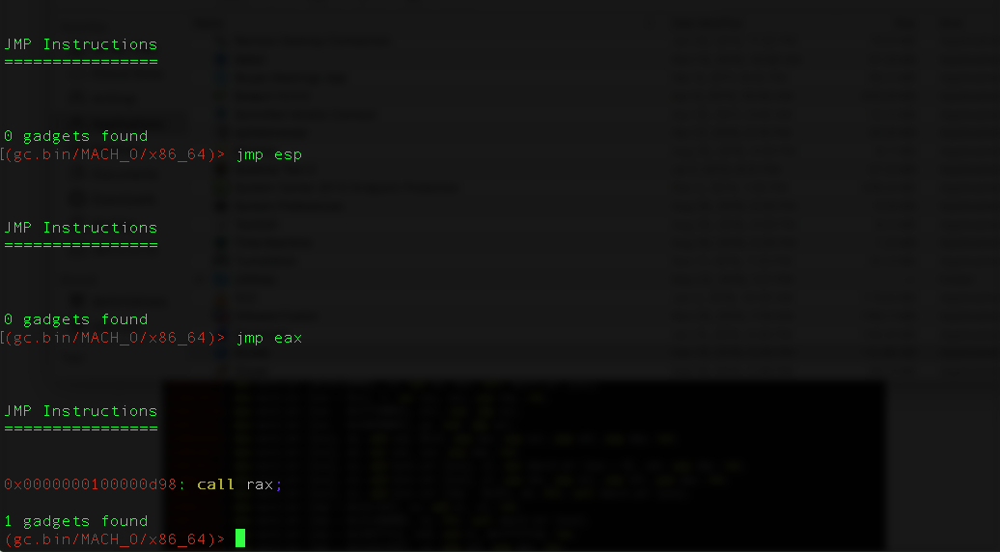 JMP Instructions
================
0 gadgets found
[(gc.bin/MACH_O/x86_64)> jmp esp
JMP Instructions
================
0 gadgets found
[(gc.bin/MACH_O/x86_64)> jmp eax
JMP Instructions
================
0x0000000100000d98: call rax;
1 gadgets found
(gc.bin/MACH_O/x86_64)>